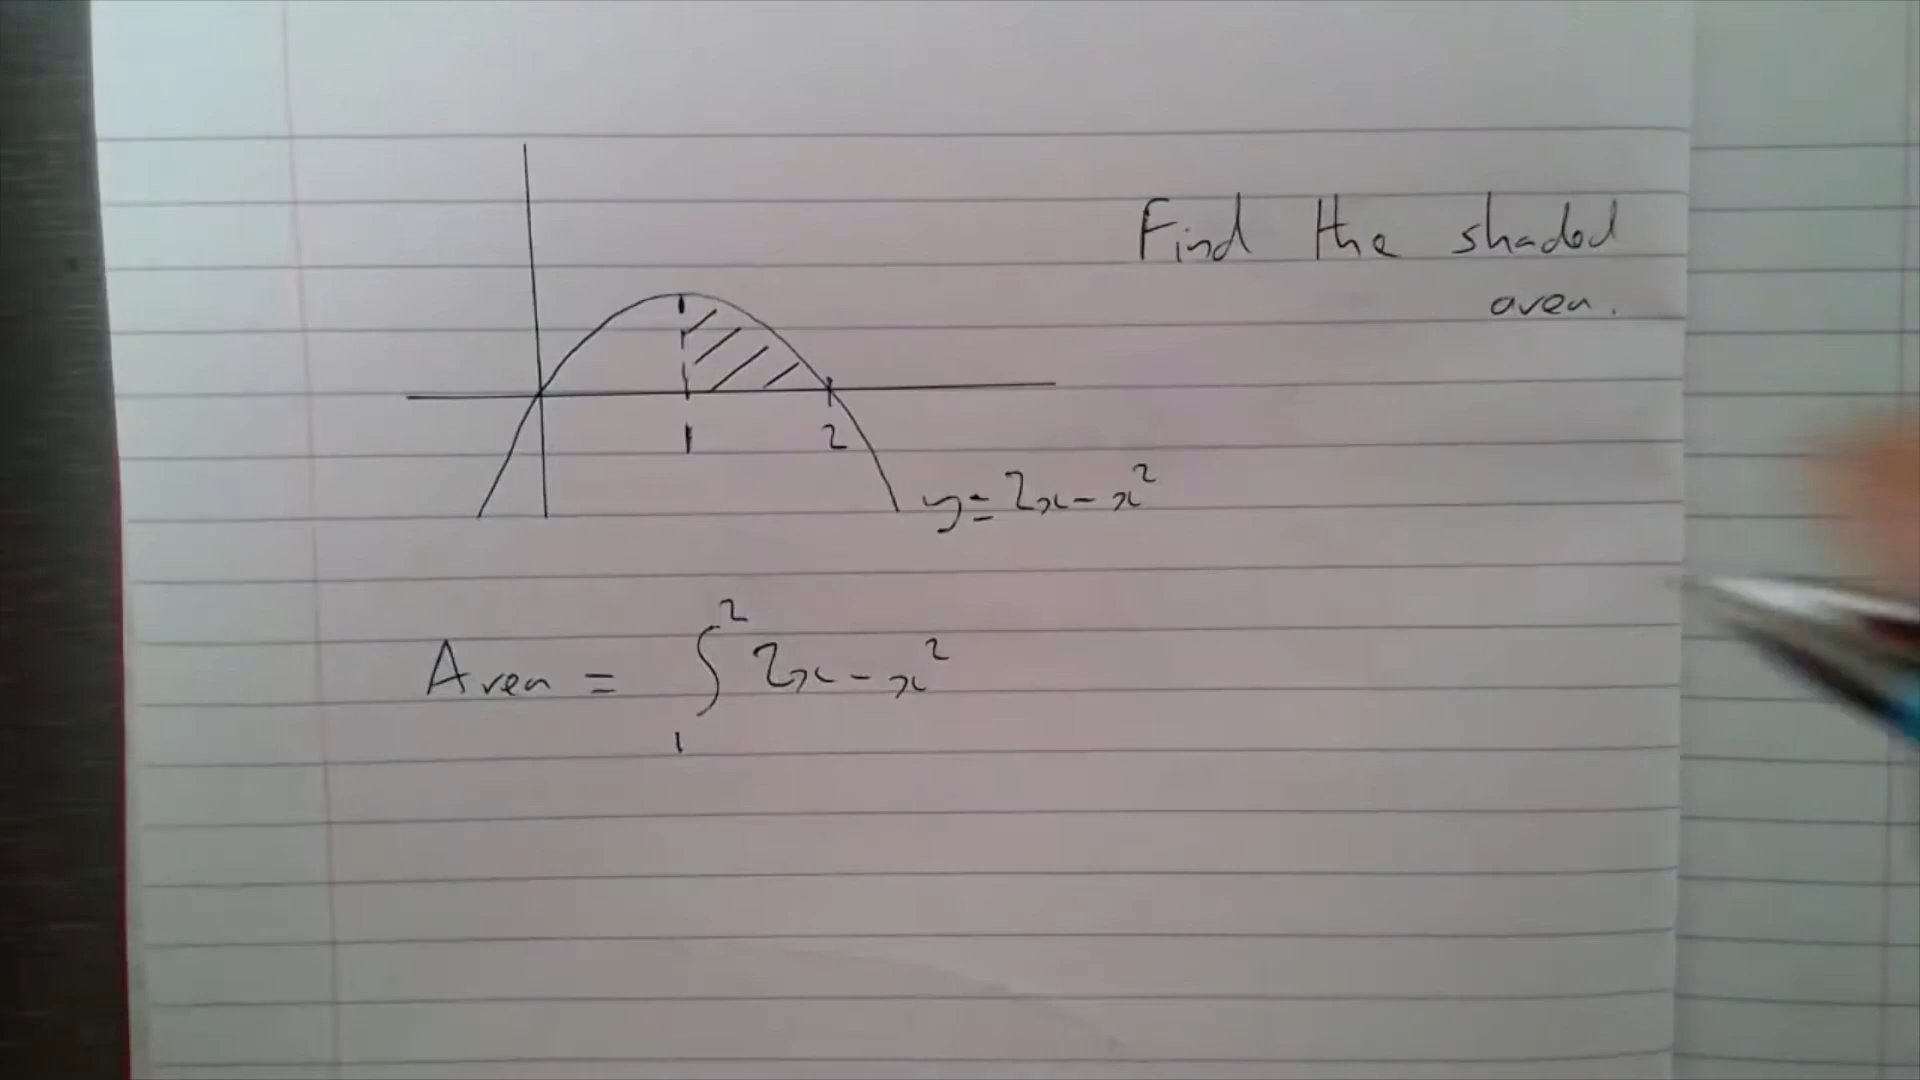 Find the shaded
area.
1 2
y = 2x - x²
Area = ∫₁² 2x - x²